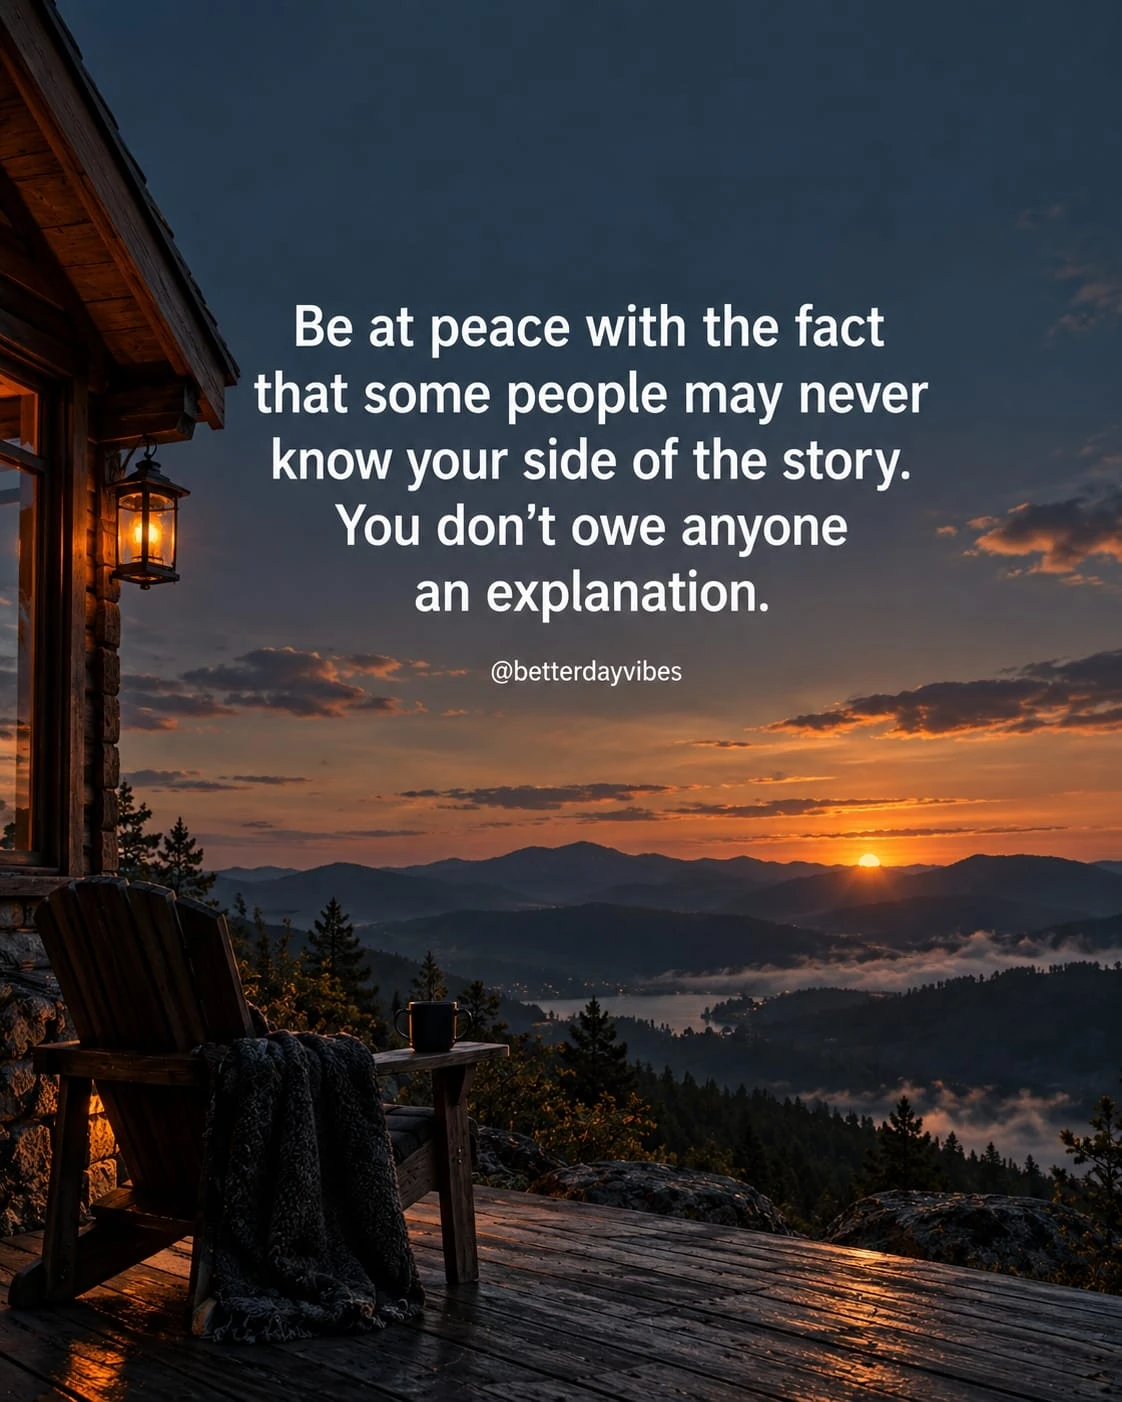 Be at peace with the fact
that some people may never
know your side of the story.
You don’t owe anyone
an explanation.
@betterdayvibes